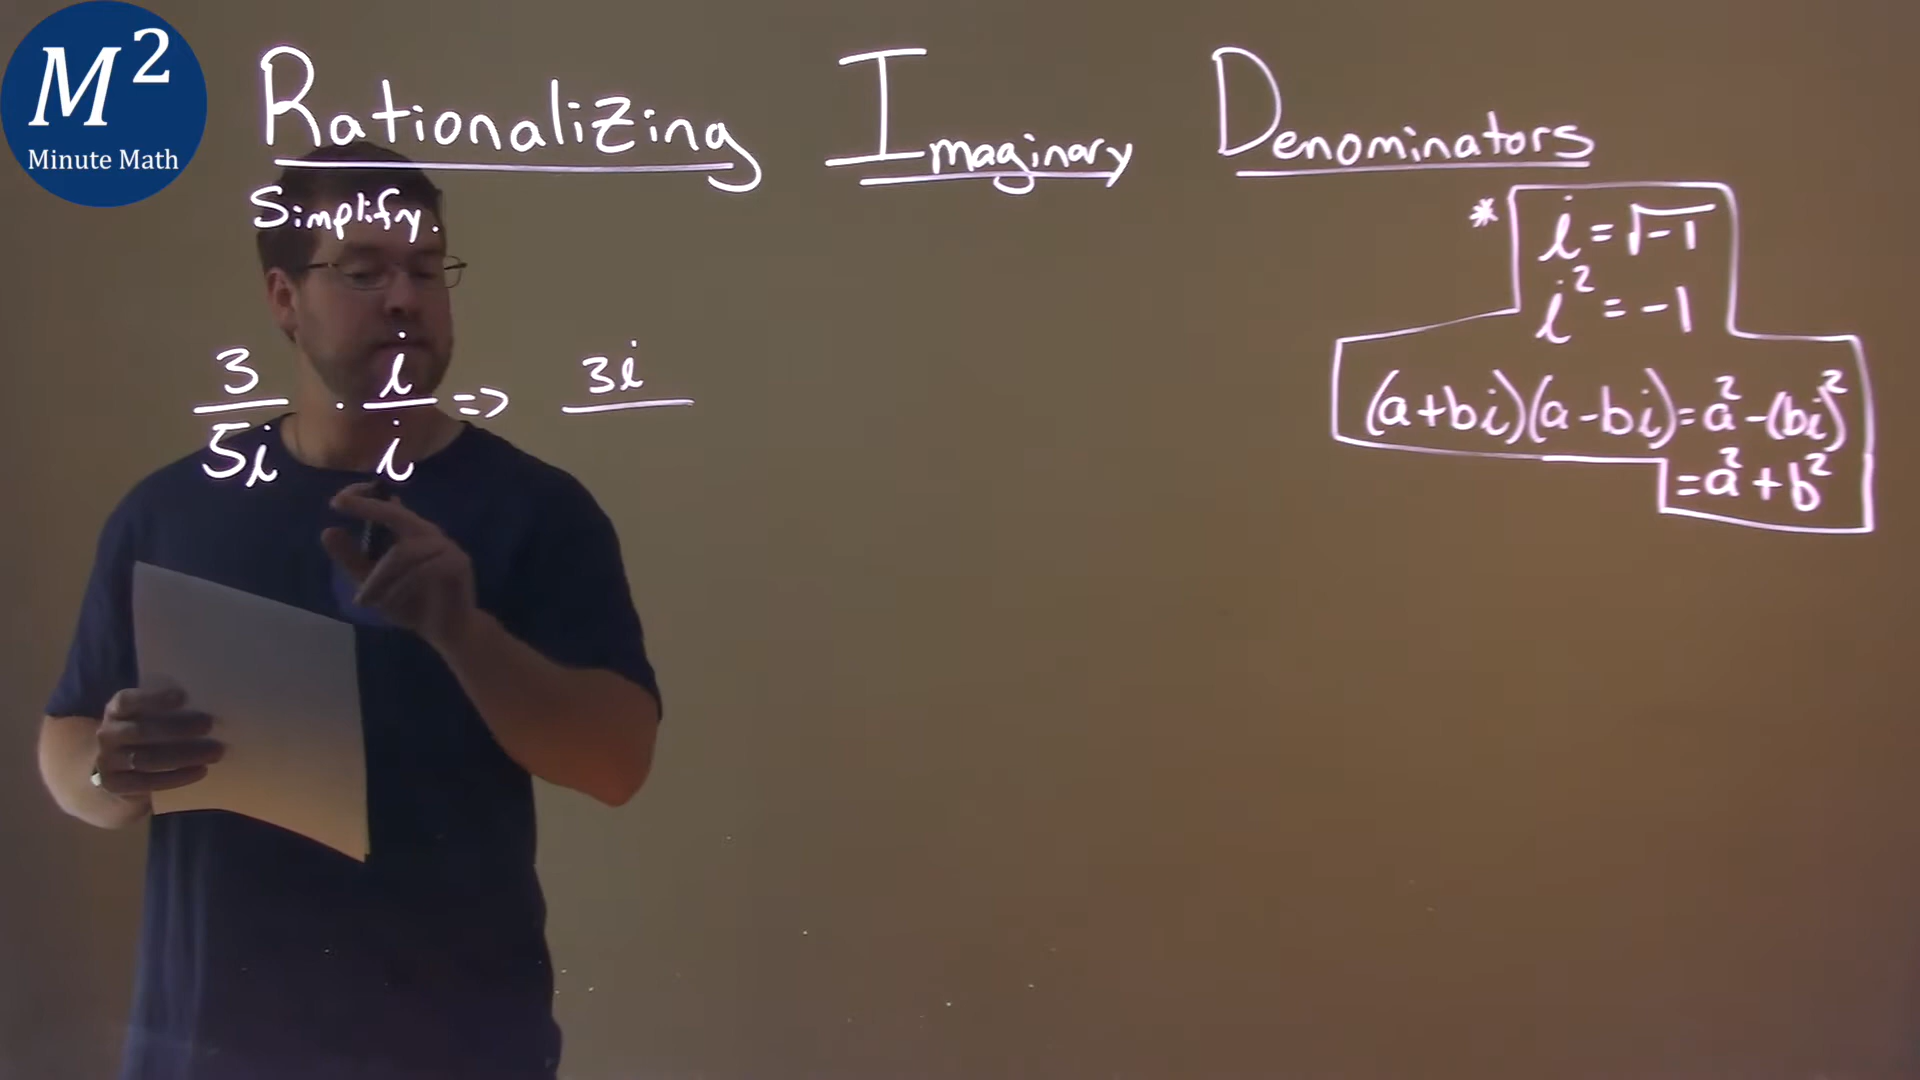 M²
Minute Math
Rationalizing Imaginary Denominators
Simplify.
* i = √-1
i² = -1
3/5i · i/i => 3i/
(a+bi)(a-bi) = a² - (bi)²
= a² + b²